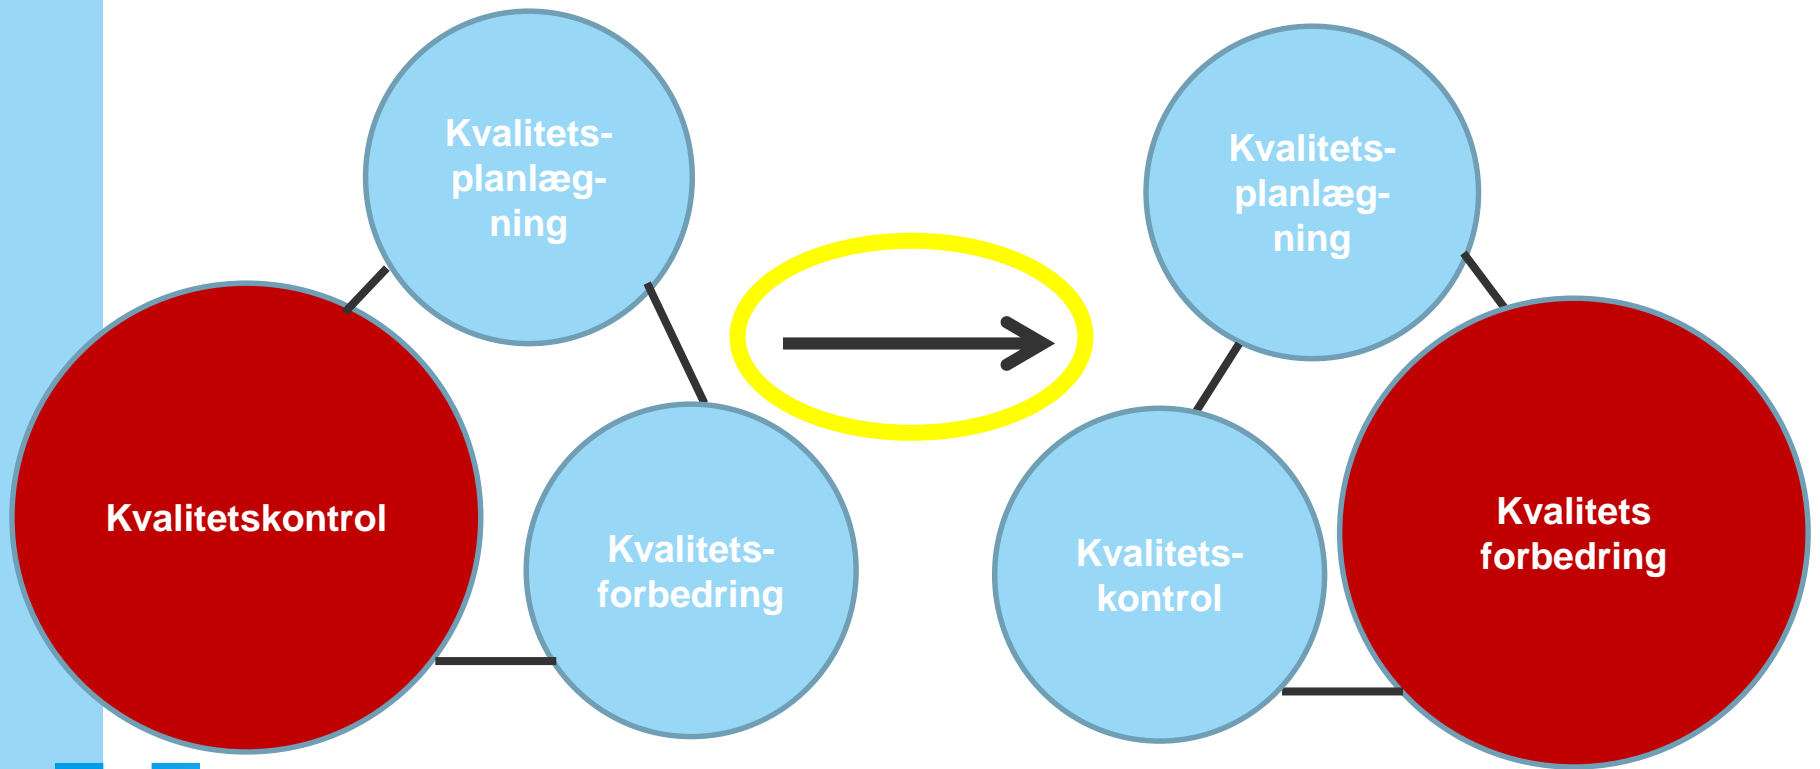 Kvalitets-
planlæg-
ning
Kvalitetskontrol
Kvalitets-
forbedring
Kvalitets-
planlæg-
ning
Kvalitets-
kontrol
Kvalitets
forbedring